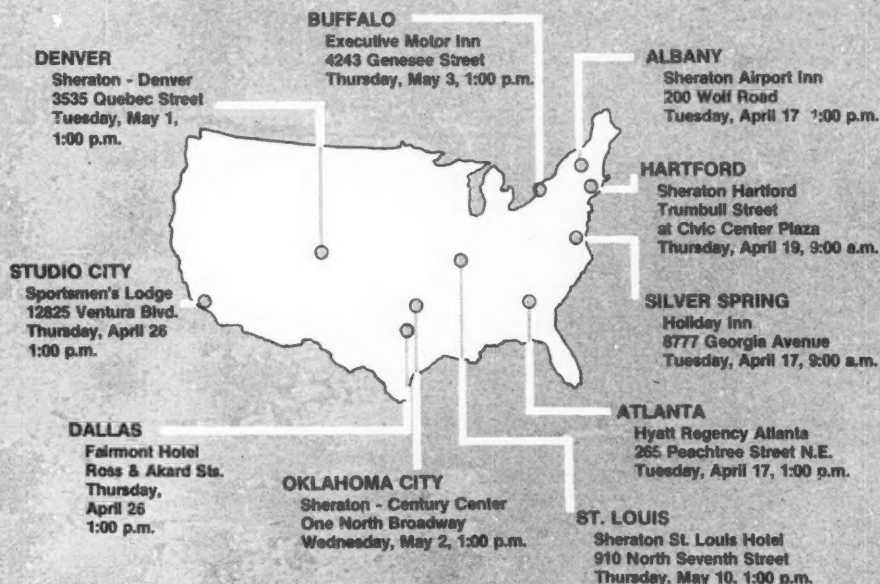 BUFFALO
Executive Motor Inn
4243 Genesee Street
Thursday, May 3, 1:00 p.m.
DENVER
Sheraton - Denver
3535 Quebec Street
Tuesday, May 1,
1:00 p.m.
ALBANY
Sheraton Airport Inn
200 Wolf Road
Tuesday, April 17 1:00 p.m.
HARTFORD
Sheraton Hartford
Trumbull Street
at Civic Center Plaza
Thursday, April 19, 9:00 a.m.
STUDIO CITY
Sportsmen's Lodge
12825 Ventura Blvd.
Thursday, April 26
1:00 p.m.
SILVER SPRING
Holiday Inn
8777 Georgia Avenue
Tuesday, April 17, 9:00 a.m.
ATLANTA
Hyatt Regency Atlanta
265 Peachtree Street N.E.
Tuesday, April 17, 1:00 p.m.
DALLAS
Fairmont Hotel
Ross & Akard Sts.
Thursday,
April 26
1:00 p.m.
OKLAHOMA CITY
Sheraton - Century Center
One North Broadway
Wednesday, May 2, 1:00 p.m.
ST. LOUIS
Sheraton St. Louis Hotel
910 North Seventh Street
Thursday, May 10, 1:00 p.m.